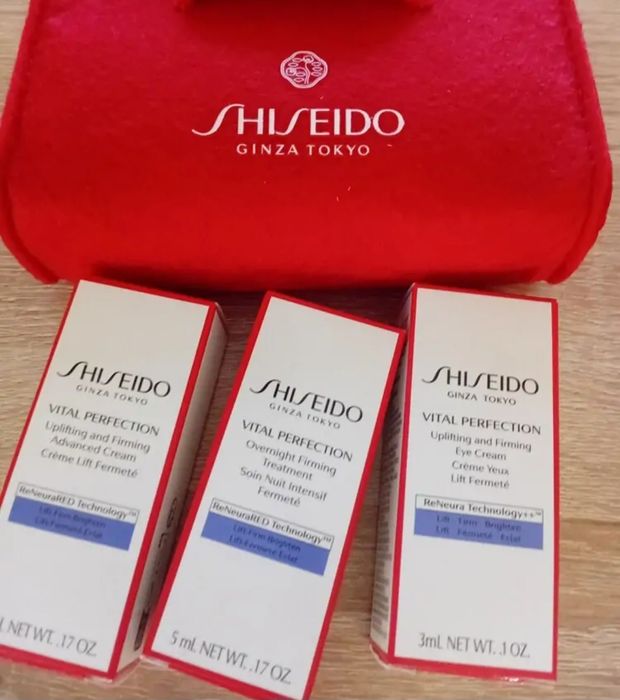 SHISEIDO
GINZA TOKYO
SHISEIDO
GINZA TOKYO
VITAL PERFECTION
Uplifting and Firming
Advanced Cream
Crème Lift Fermeté
ReNeuraRED Technology™
Lift Firm Brighten
Lift Fermeté Eclat
NET WT. .17 OZ.
SHISEIDO
GINZA TOKYO
VITAL PERFECTION
Overnight Firming
Treatment
Soin Nuit Intensif
Fermeté
ReNeuraRED Technology™
Lift Firm Brighten
Lift Fermeté Eclat
5 mL NET WT. .17 OZ.
SHISEIDO
GINZA TOKYO
VITAL PERFECTION
Uplifting and Firming
Eye Cream
Crème Yeux
Lift Fermeté
ReNeura Technology++™
Lift Firm Brighten
Lift Fermeté Eclat
3mL NET WT. .1 OZ.